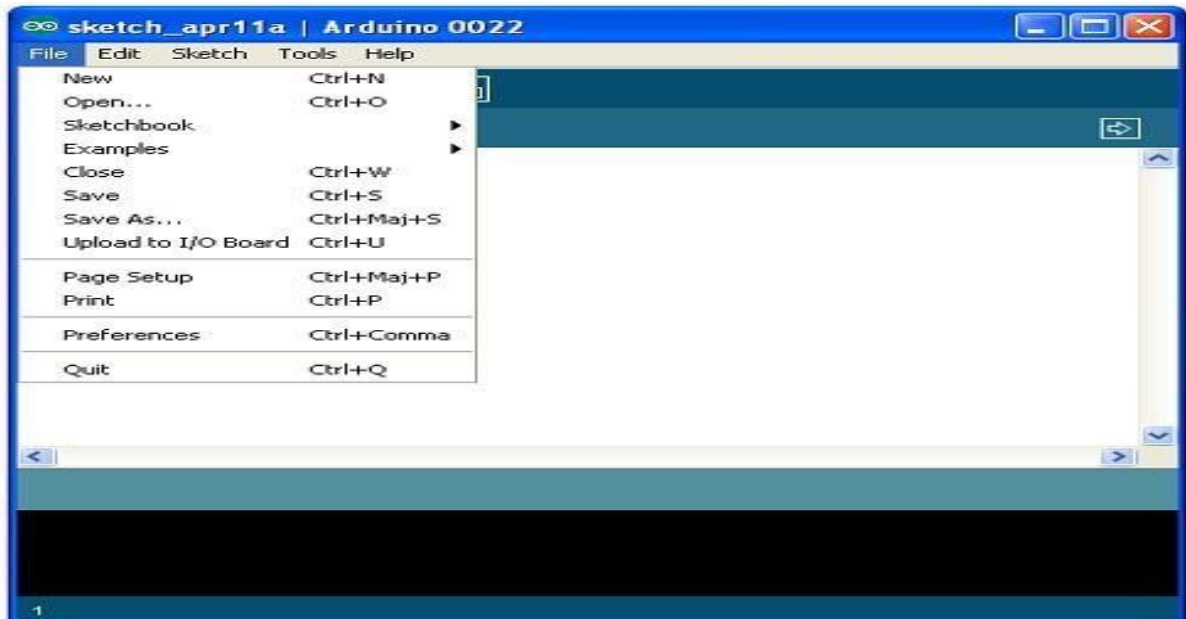 sketch_apr11a | Arduino 0022
File Edit Sketch Tools Help
New Ctrl+N
Open... Ctrl+O
Sketchbook
Examples
Close Ctrl+W
Save Ctrl+S
Save As... Ctrl+Maj+S
Upload to I/O Board Ctrl+U
Page Setup Ctrl+Maj+P
Print Ctrl+P
Preferences Ctrl+Comma
Quit Ctrl+Q
1